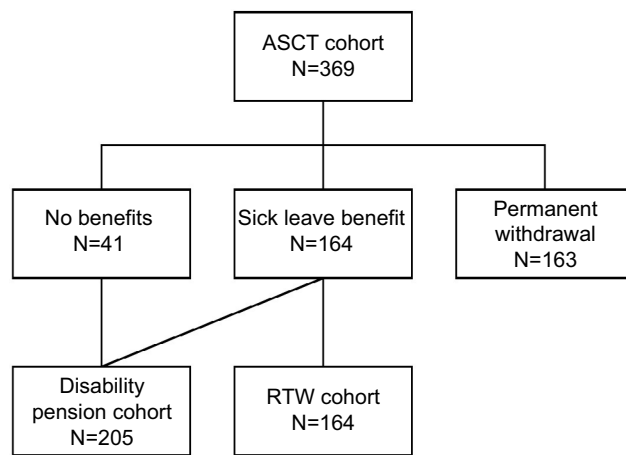 ASCT cohort
N=369
No benefits
N=41
Sick leave benefit
N=164
Permanent
withdrawal
N=163
Disability
pension cohort
N=205
RTW cohort
N=164